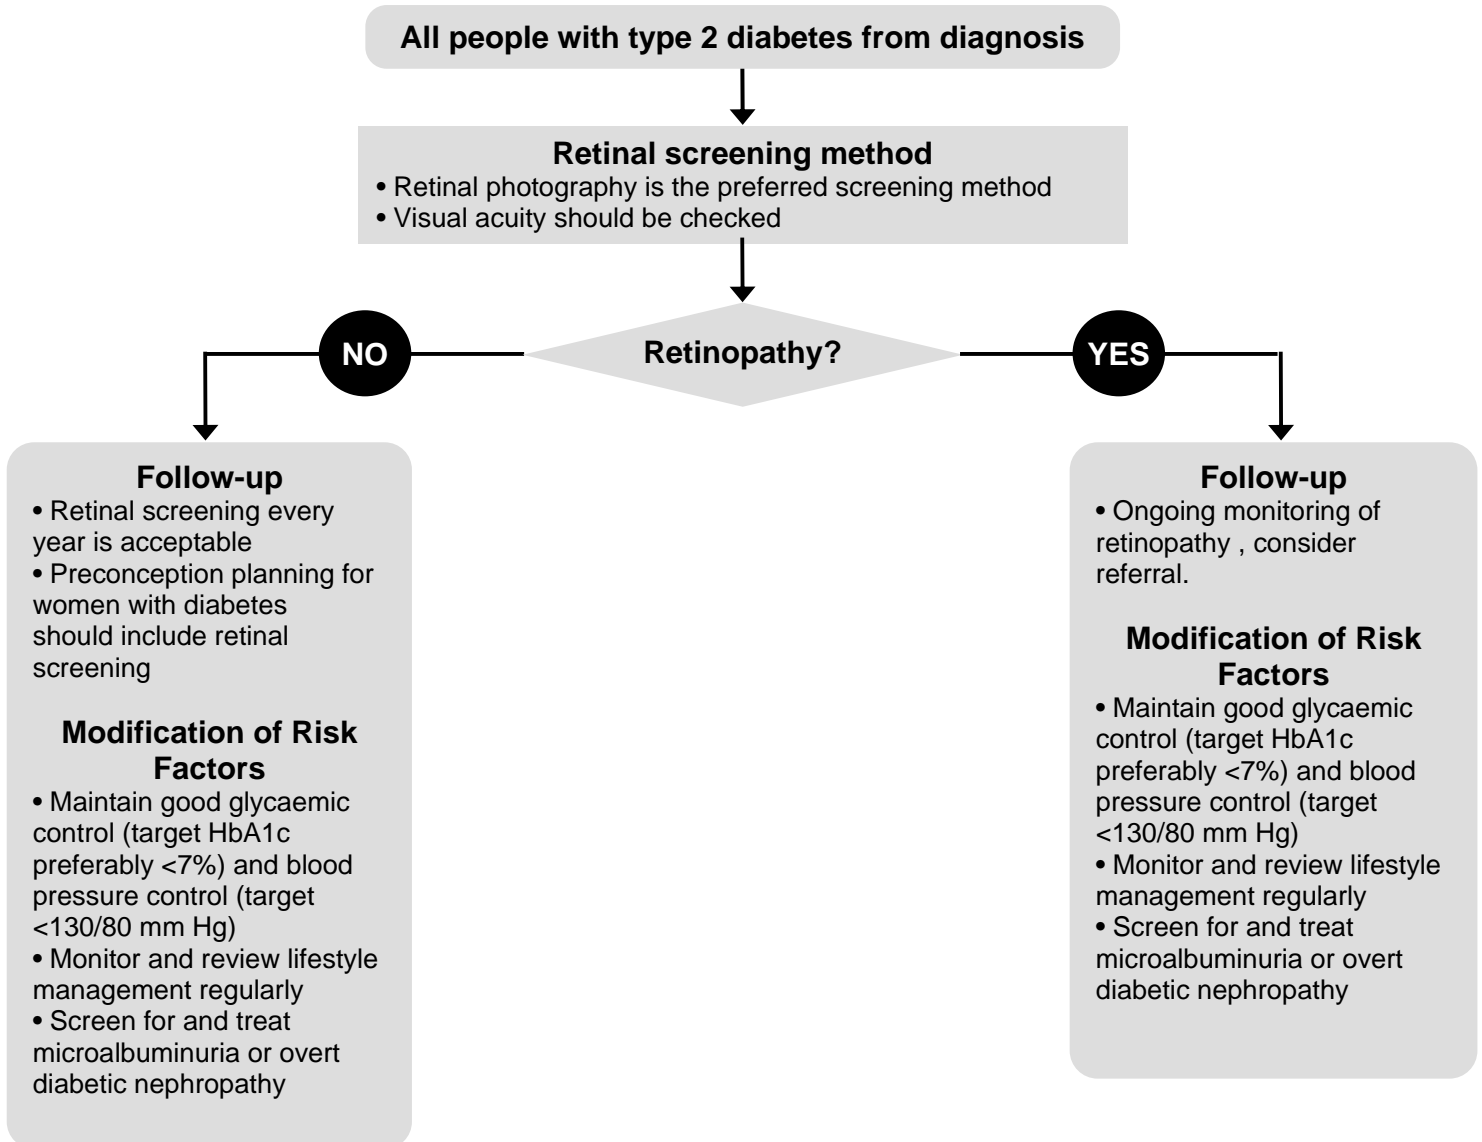 All people with type 2 diabetes from diagnosis
Retinal screening method
• Retinal photography is the preferred screening method
• Visual acuity should be checked
Retinopathy?
NO
YES
Follow-up
• Retinal screening every
year is acceptable
• Preconception planning for
women with diabetes
should include retinal
screening
Modification of Risk
Factors
• Maintain good glycaemic
control (target HbA1c
preferably <7%) and blood
pressure control (target
<130/80 mm Hg)
• Monitor and review lifestyle
management regularly
• Screen for and treat
microalbuminuria or overt
diabetic nephropathy
Follow-up
• Ongoing monitoring of
retinopathy , consider
referral.
Modification of Risk
Factors
• Maintain good glycaemic
control (target HbA1c
preferably <7%) and blood
pressure control (target
<130/80 mm Hg)
• Monitor and review lifestyle
management regularly
• Screen for and treat
microalbuminuria or overt
diabetic nephropathy